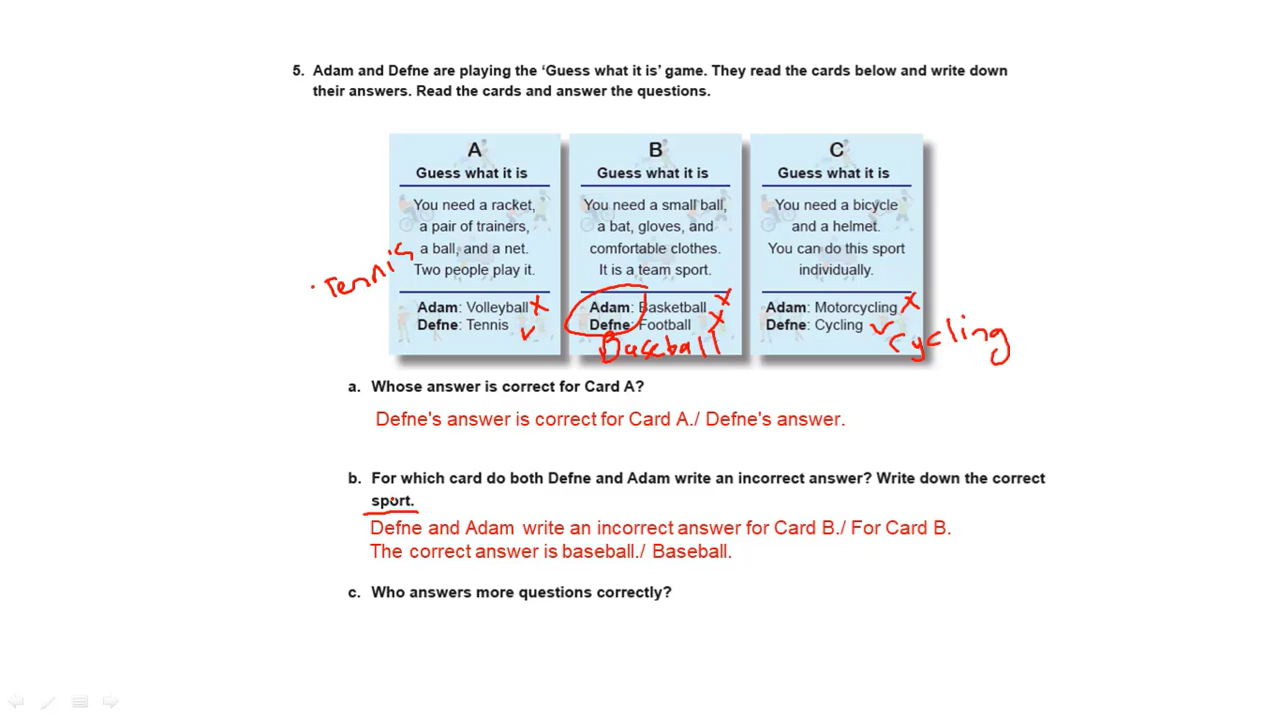 5. Adam and Defne are playing the ‘Guess what it is’ game. They read the cards below and write down
their answers. Read the cards and answer the questions.
A
Guess what it is
You need a racket,
a pair of trainers,
a ball, and a net.
Two people play it.
Tennis
Adam: Volleyball x
Defne: Tennis ✓
B
Guess what it is
You need a small ball,
a bat, gloves, and
comfortable clothes.
It is a team sport.
Adam: Basketball x
Defne: Football x
Baseball
C
Guess what it is
You need a bicycle
and a helmet.
You can do this sport
individually.
Adam: Motorcycling x
Defne: Cycling ✓
Cycling
a. Whose answer is correct for Card A?
Defne's answer is correct for Card A./ Defne's answer.
b. For which card do both Defne and Adam write an incorrect answer? Write down the correct
sport.
Defne and Adam write an incorrect answer for Card B./ For Card B.
The correct answer is baseball./ Baseball.
c. Who answers more questions correctly?